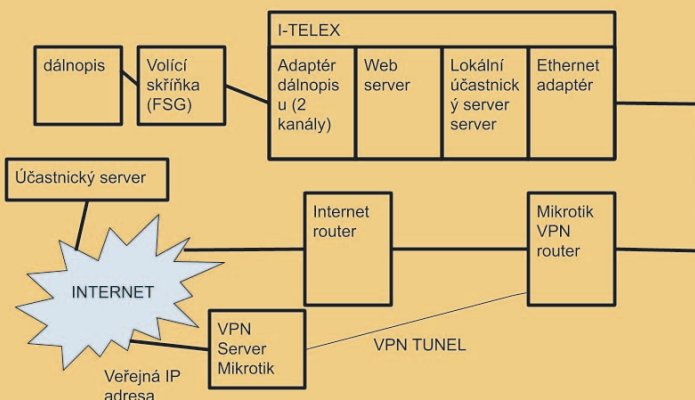 I-TELEX
dálnopis
Volící
skříňka
(FSG)
Adaptér
dálnopis
u (2
kanály)
Web
server
Lokální
účastnick
ý server
server
Ethernet
adaptér
Účastnický server
Internet
router
Mikrotik
VPN
router
INTERNET
VPN
Server
Mikrotik
VPN TUNEL
Veřejná IP
adresa